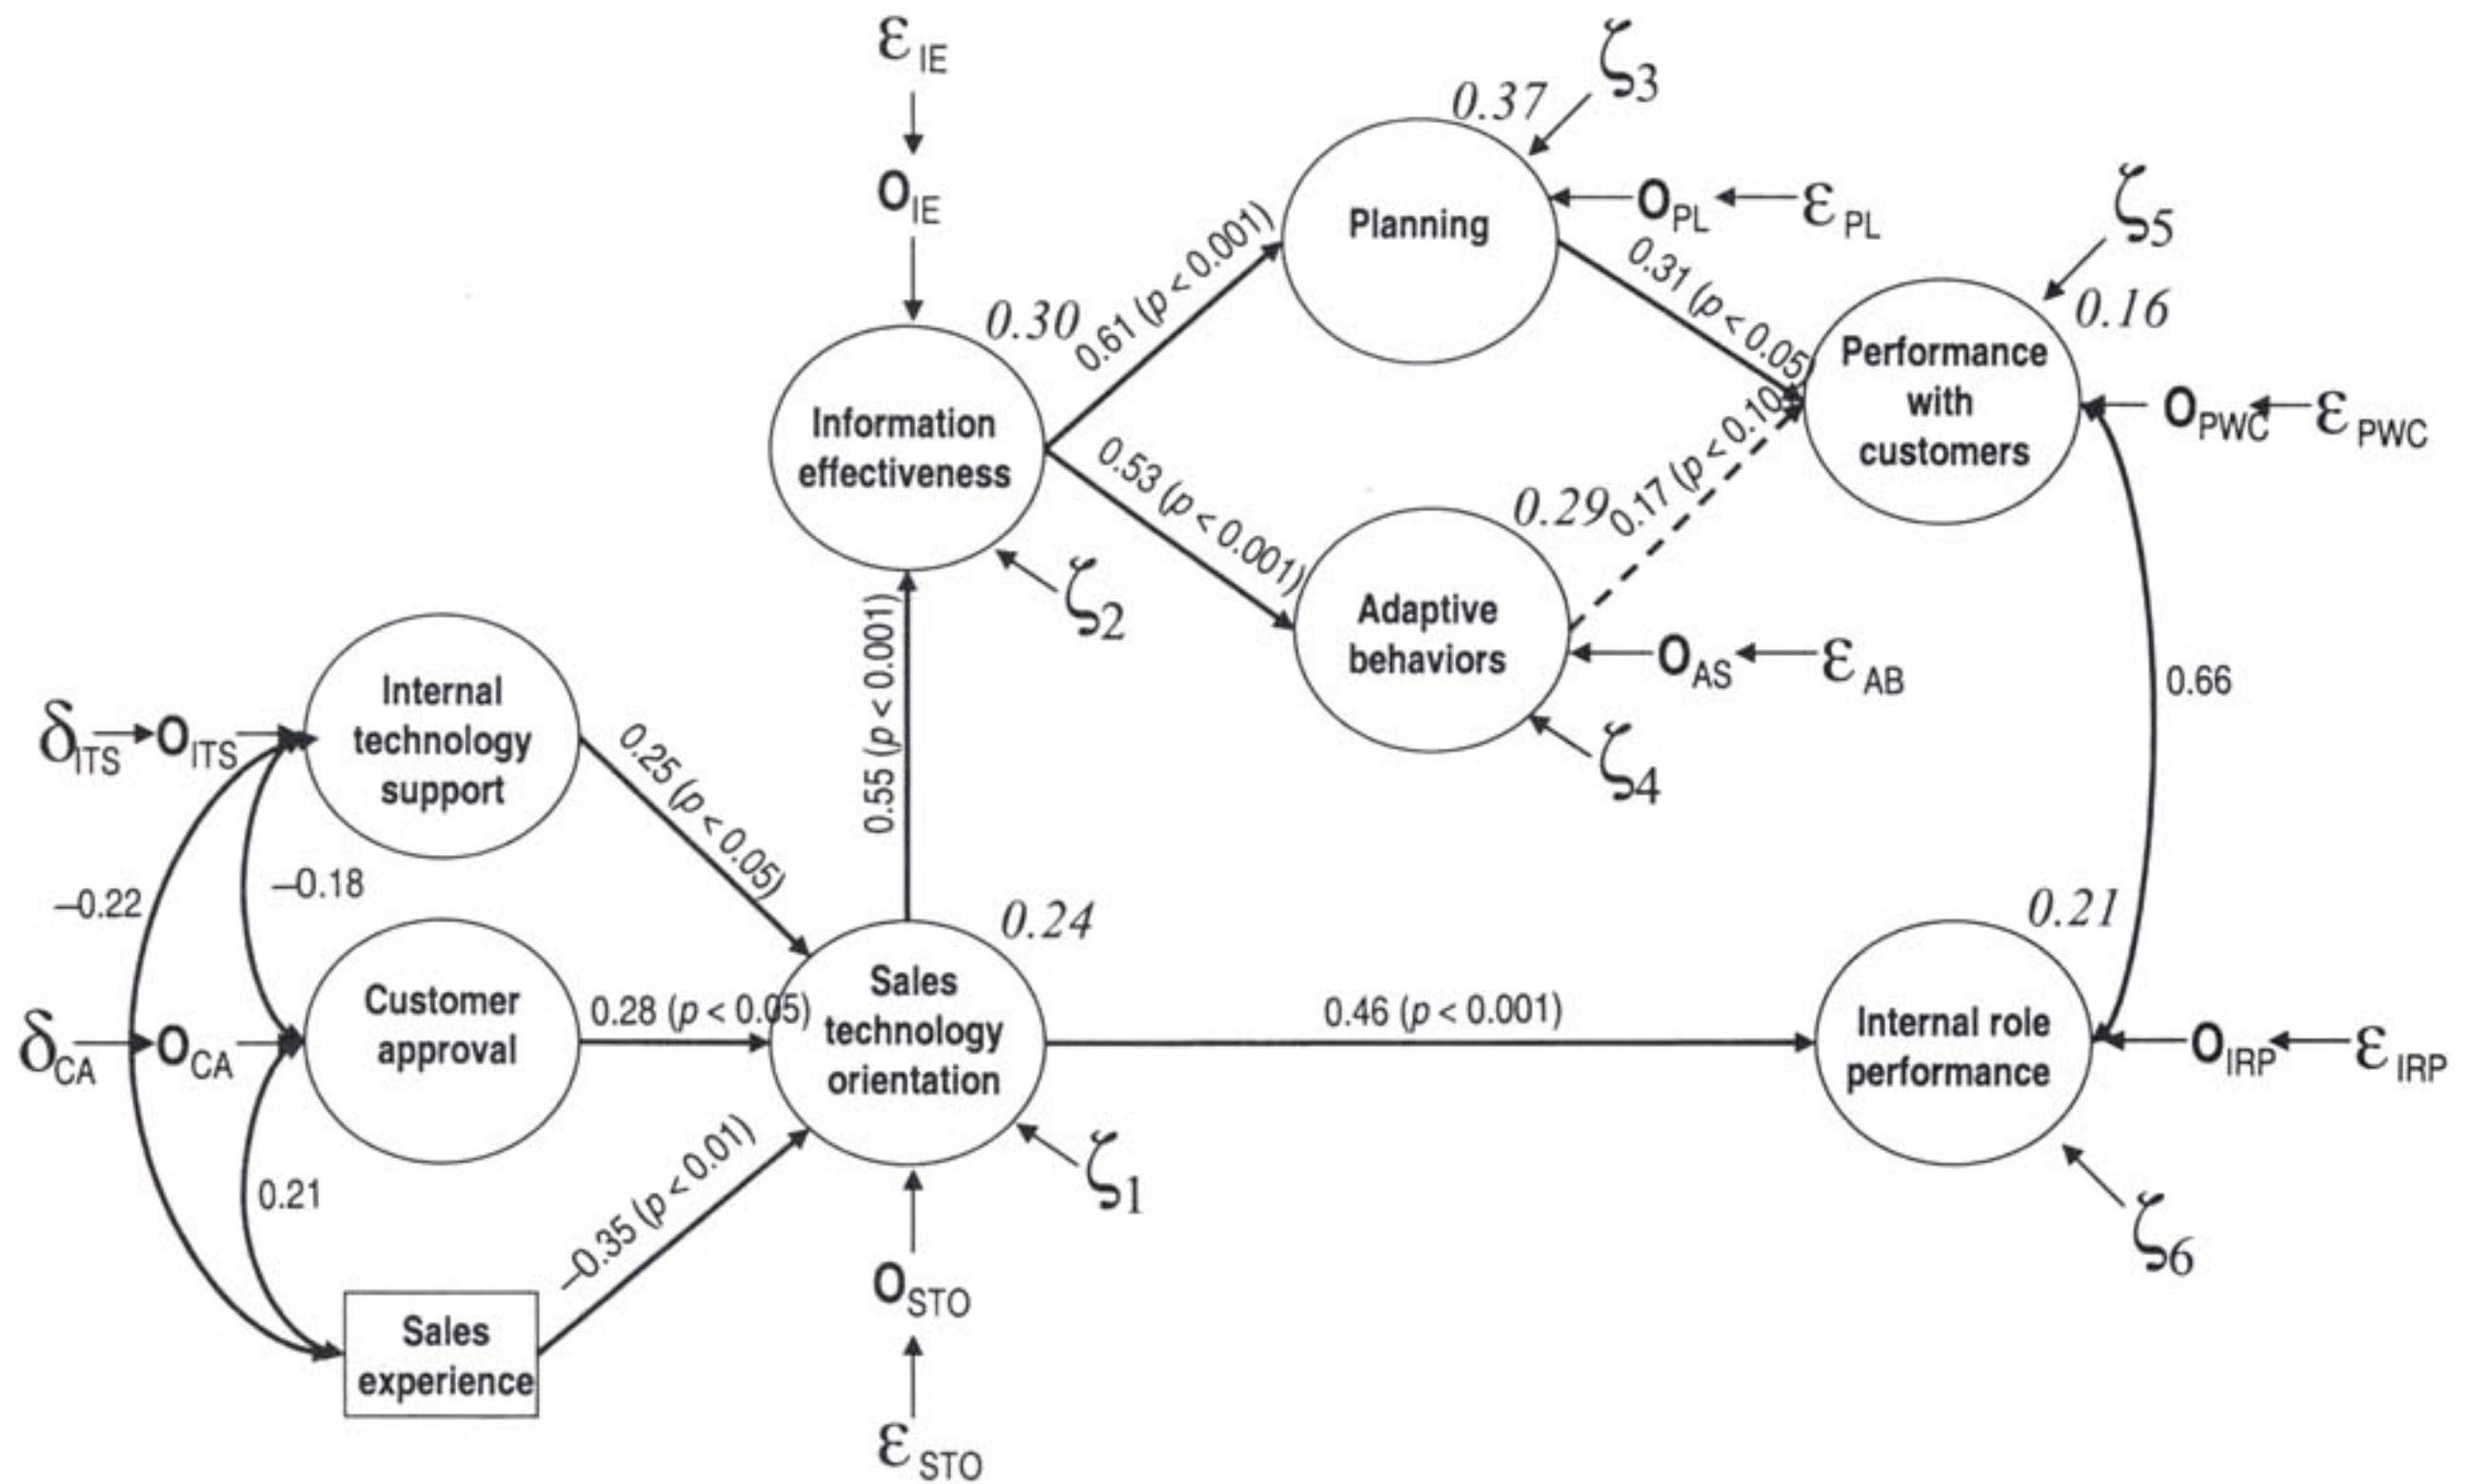 ε IE
O IE
0.30
Information
effectiveness
ζ2
0.61 (p < 0.001)
0.53 (p < 0.001)
0.37
ζ3
Planning
O PL
ε PL
0.31 (p < 0.05)
ζ5
0.16
Performance
with
customers
O PWC
ε PWC
0.29
0.17 (p < 0.10)
Adaptive
behaviors
O AS
ε AB
ζ4
0.66
δ ITS
O ITS
Internal
technology
support
0.25 (p < 0.05)
0.55 (p < 0.001)
–0.22
–0.18
δ CA
O CA
Customer
approval
0.28 (p < 0.05)
0.24
Sales
technology
orientation
ζ1
0.46 (p < 0.001)
0.21
Internal role
performance
O IRP
ε IRP
ζ6
0.21
–0.35 (p < 0.01)
Sales
experience
O STO
ε STO